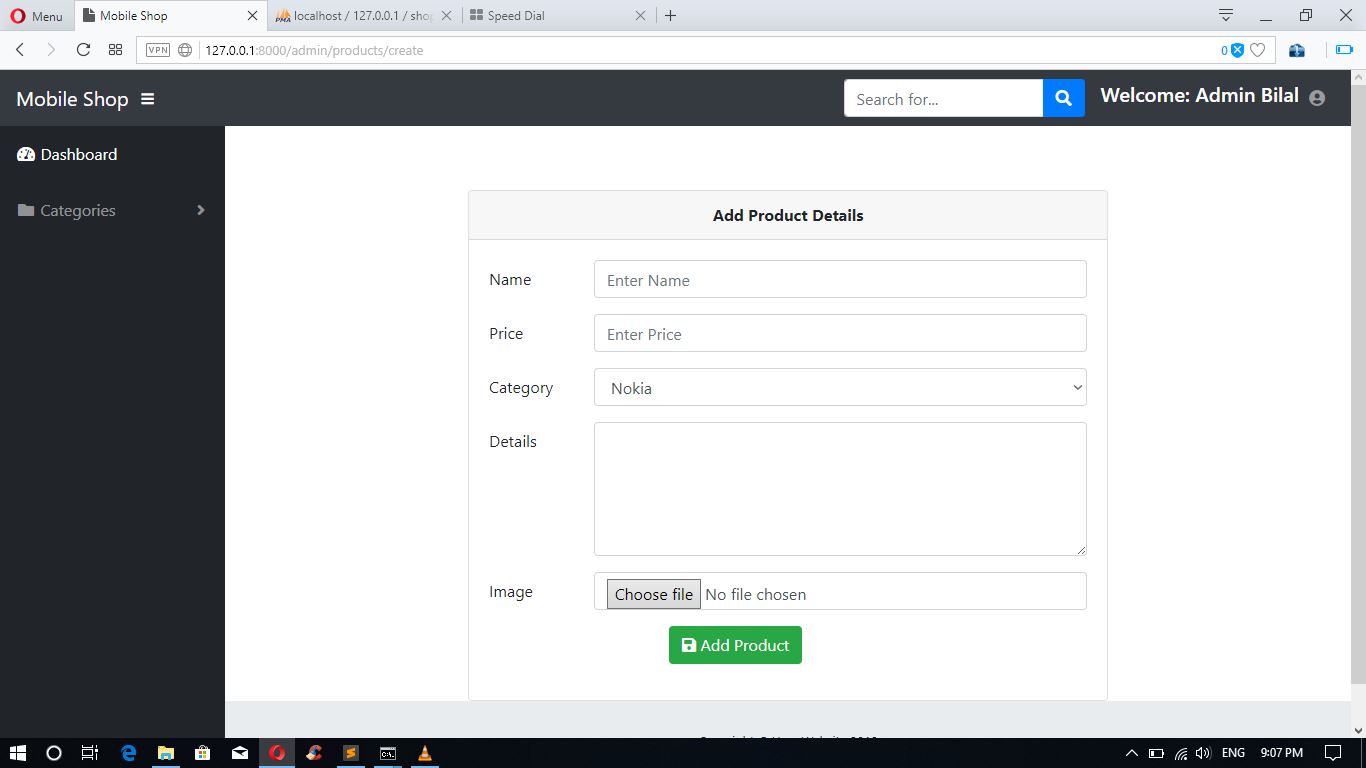 Menu
Mobile Shop
PMA localhost / 127.0.0.1 / shop
Speed Dial
VPN
127.0.0.1:8000/admin/products/create
0
Mobile Shop
Search for...
Welcome: Admin Bilal
Dashboard
Categories
Add Product Details
Name
Enter Name
Price
Enter Price
Category
Nokia
Details
Image
Choose file No file chosen
Add Product
ENG
9:07 PM